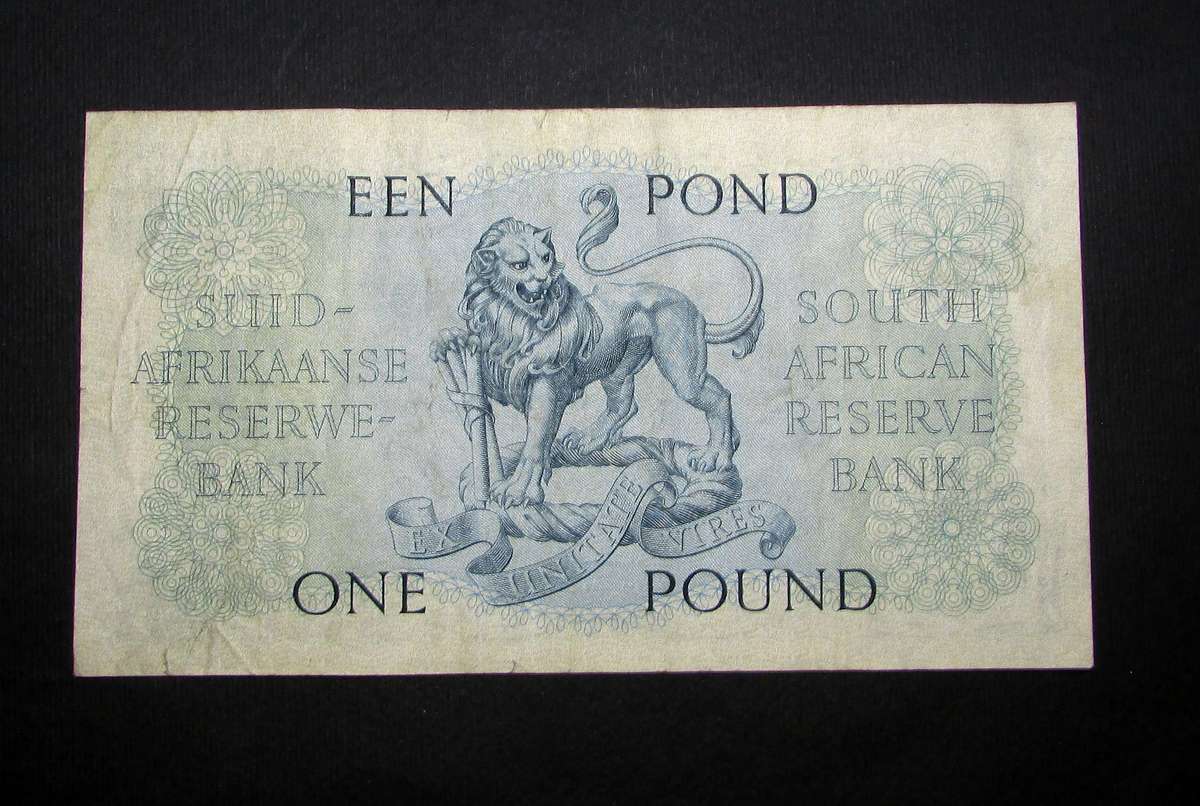 EEN POND
SUID-
AFRIKAANSE
RESERWE-
BANK
SOUTH
AFRICAN
RESERVE
BANK
EX UNITATE VIRES
ONE POUND